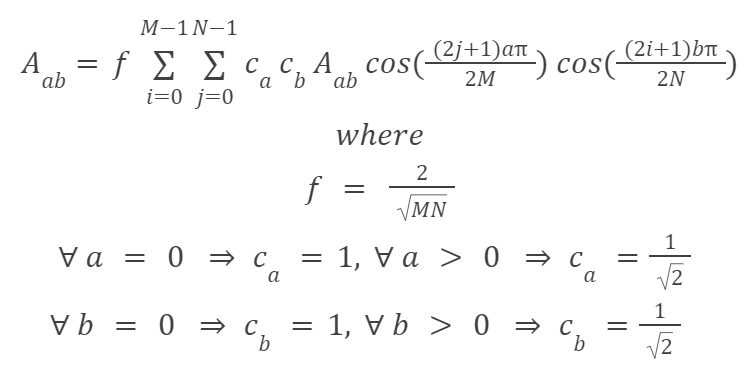 A_ab = f ∑_{i=0}^{M−1} ∑_{j=0}^{N−1} c_a c_b A_ab cos((2j+1)aπ / 2M) cos((2i+1)bπ / 2N)
where
f = 2 / √MN
∀ a = 0 ⇒ c_a = 1, ∀ a > 0 ⇒ c_a = 1 / √2
∀ b = 0 ⇒ c_b = 1, ∀ b > 0 ⇒ c_b = 1 / √2